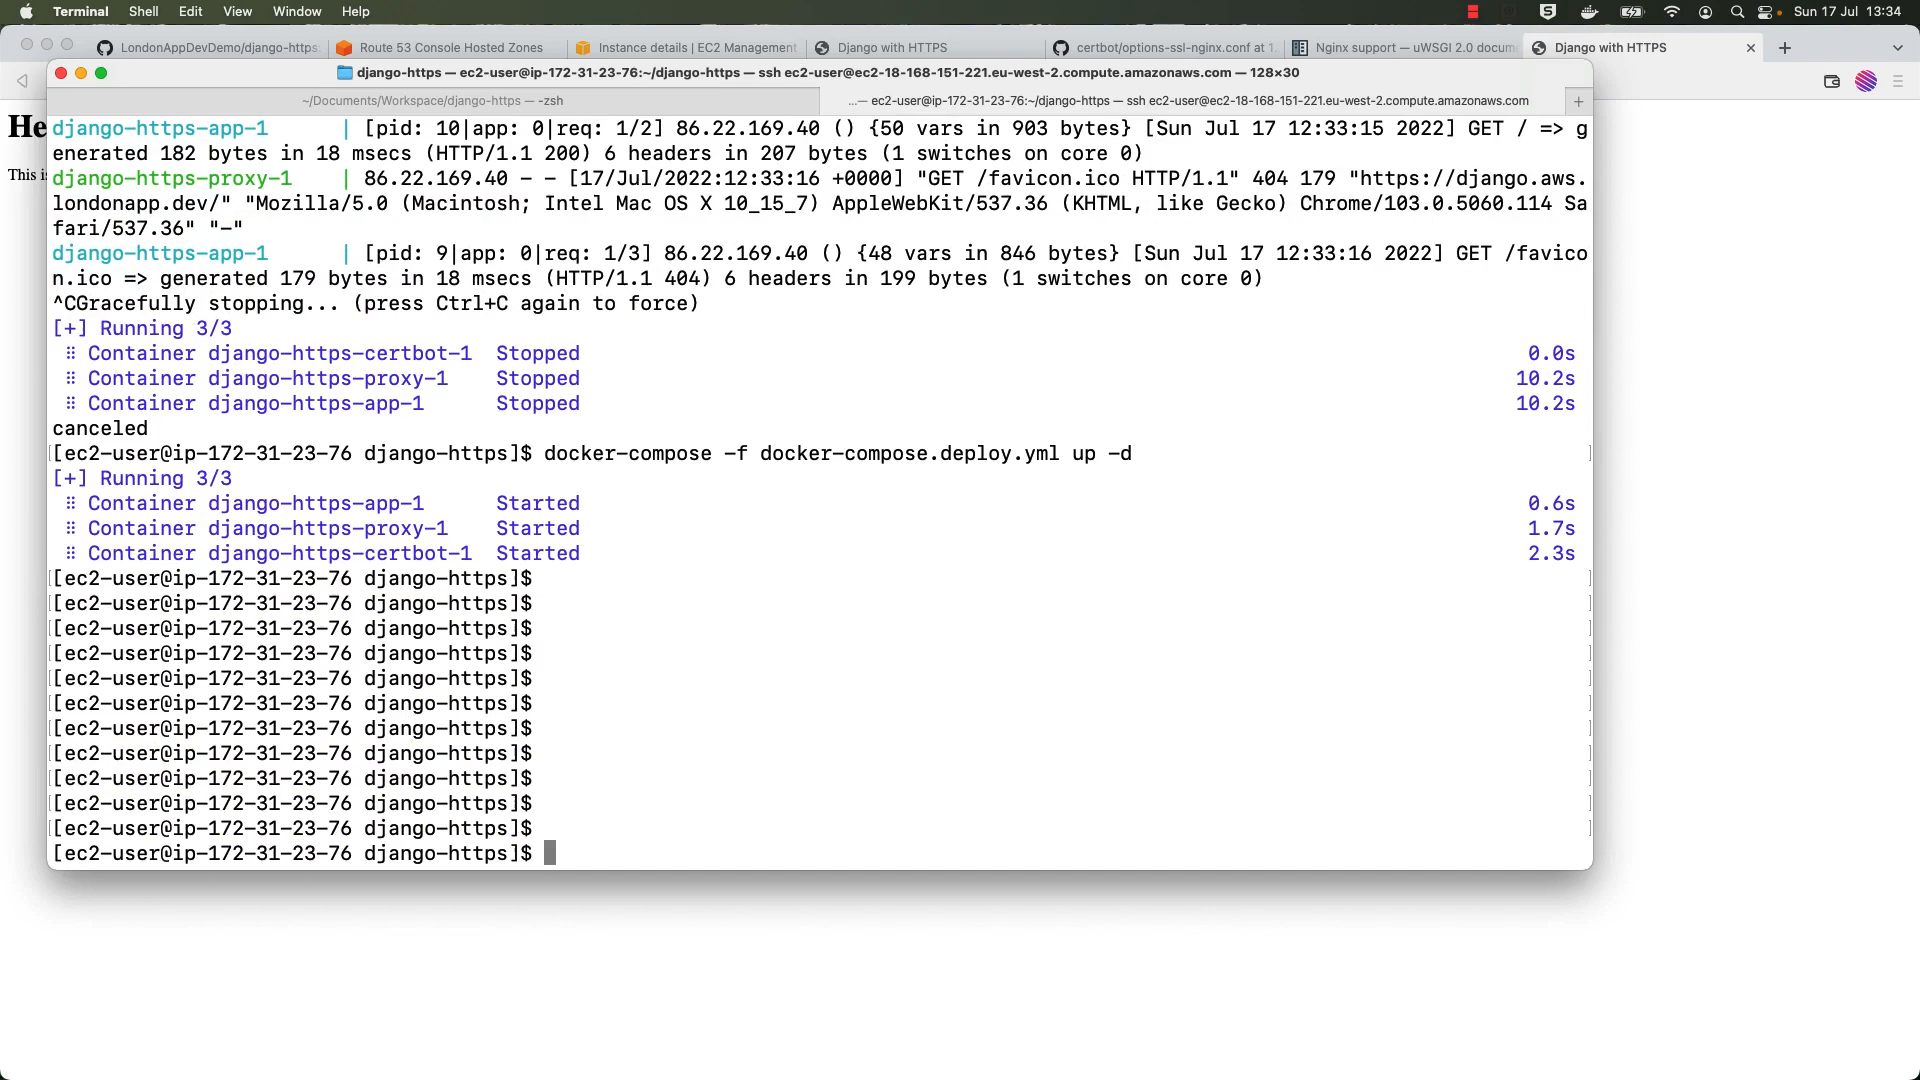 Terminal Shell Edit View Window Help Sun 17 Jul 13:34
LondonAppDevDemo/django-https: Route 53 Console Hosted Zones Instance details | EC2 Management Django with HTTPS certbot/options-ssl-nginx.conf at 1. Nginx support — uWSGI 2.0 docum Django with HTTPS
django-https — ec2-user@ip-172-31-23-76:~/django-https — ssh ec2-user@ec2-18-168-151-221.eu-west-2.compute.amazonaws.com — 128×30
~/Documents/Workspace/django-https — -zsh ...— ec2-user@ip-172-31-23-76:~/django-https — ssh ec2-user@ec2-18-168-151-221.eu-west-2.compute.amazonaws.com
He
This is
django-https-app-1 | [pid: 10|app: 0|req: 1/2] 86.22.169.40 () {50 vars in 903 bytes} [Sun Jul 17 12:33:15 2022] GET / => g
enerated 182 bytes in 18 msecs (HTTP/1.1 200) 6 headers in 207 bytes (1 switches on core 0)
django-https-proxy-1 | 86.22.169.40 - - [17/Jul/2022:12:33:16 +0000] "GET /favicon.ico HTTP/1.1" 404 179 "https://django.aws.
londonapp.dev/" "Mozilla/5.0 (Macintosh; Intel Mac OS X 10_15_7) AppleWebKit/537.36 (KHTML, like Gecko) Chrome/103.0.5060.114 Sa
fari/537.36" "-"
django-https-app-1 | [pid: 9|app: 0|req: 1/3] 86.22.169.40 () {48 vars in 846 bytes} [Sun Jul 17 12:33:16 2022] GET /favico
n.ico => generated 179 bytes in 18 msecs (HTTP/1.1 404) 6 headers in 199 bytes (1 switches on core 0)
^CGracefully stopping... (press Ctrl+C again to force)
[+] Running 3/3
⠿ Container django-https-certbot-1 Stopped 0.0s
⠿ Container django-https-proxy-1 Stopped 10.2s
⠿ Container django-https-app-1 Stopped 10.2s
canceled
[ec2-user@ip-172-31-23-76 django-https]$ docker-compose -f docker-compose.deploy.yml up -d
[+] Running 3/3
⠿ Container django-https-app-1 Started 0.6s
⠿ Container django-https-proxy-1 Started 1.7s
⠿ Container django-https-certbot-1 Started 2.3s
[ec2-user@ip-172-31-23-76 django-https]$
[ec2-user@ip-172-31-23-76 django-https]$
[ec2-user@ip-172-31-23-76 django-https]$
[ec2-user@ip-172-31-23-76 django-https]$
[ec2-user@ip-172-31-23-76 django-https]$
[ec2-user@ip-172-31-23-76 django-https]$
[ec2-user@ip-172-31-23-76 django-https]$
[ec2-user@ip-172-31-23-76 django-https]$
[ec2-user@ip-172-31-23-76 django-https]$
[ec2-user@ip-172-31-23-76 django-https]$
[ec2-user@ip-172-31-23-76 django-https]$
[ec2-user@ip-172-31-23-76 django-https]$